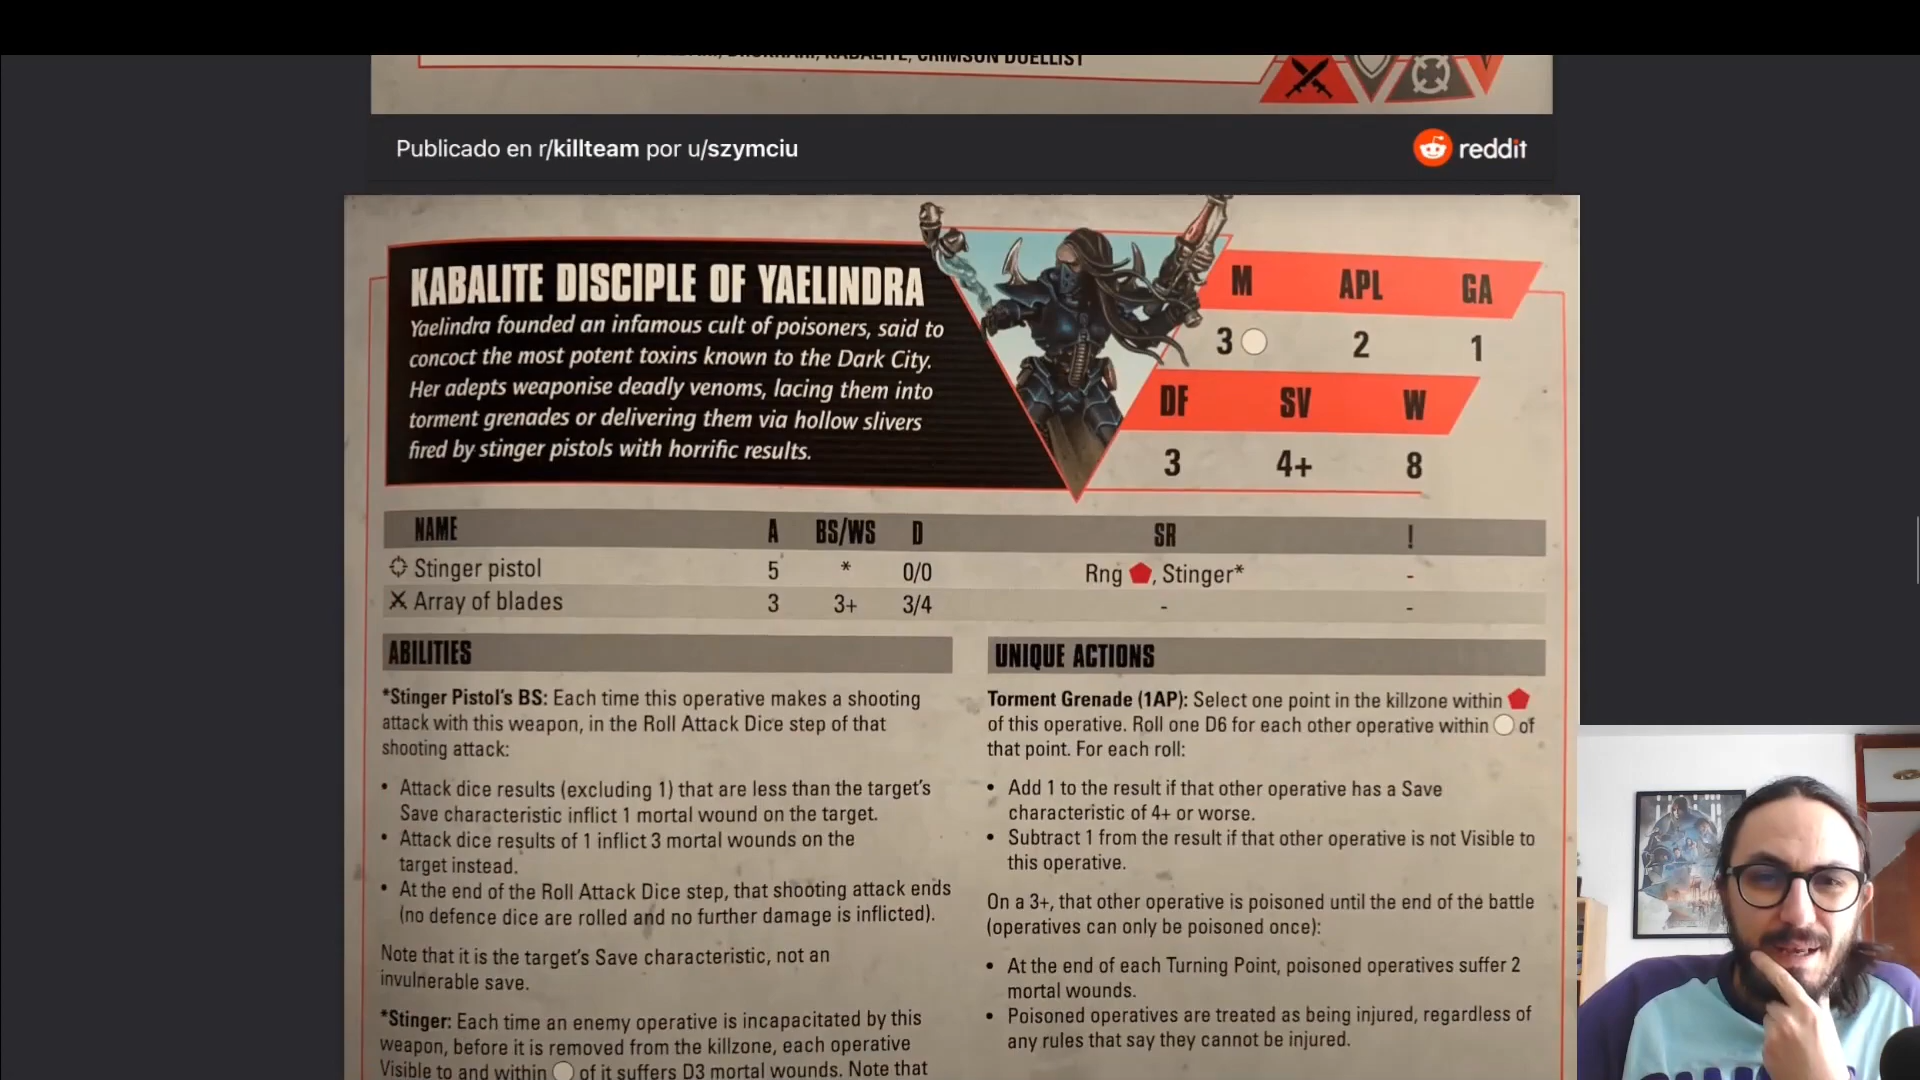 KABALITE, CRIMSON DUELLIST
Publicado en r/killteam por u/szymciu
reddit
KABALITE DISCIPLE OF YAELINDRA
Yaelindra founded an infamous cult of poisoners, said to
concoct the most potent toxins known to the Dark City.
Her adepts weaponise deadly venoms, lacing them into
torment grenades or delivering them via hollow slivers
fired by stinger pistols with horrific results.
M APL GA
3 2 1
DF SV W
3 4+ 8
NAME A BS/WS D SR !
Stinger pistol 5 * 0/0 Rng , Stinger* -
Array of blades 3 3+ 3/4 - -
ABILITIES
*Stinger Pistol's BS: Each time this operative makes a shooting
attack with this weapon, in the Roll Attack Dice step of that
shooting attack:
• Attack dice results (excluding 1) that are less than the target's
Save characteristic inflict 1 mortal wound on the target.
• Attack dice results of 1 inflict 3 mortal wounds on the
target instead.
• At the end of the Roll Attack Dice step, that shooting attack ends
(no defence dice are rolled and no further damage is inflicted).
Note that it is the target's Save characteristic, not an
invulnerable save.
*Stinger: Each time an enemy operative is incapacitated by this
weapon, before it is removed from the killzone, each operative
Visible to and within of it suffers D3 mortal wounds. Note that
UNIQUE ACTIONS
Torment Grenade (1AP): Select one point in the killzone within
of this operative. Roll one D6 for each other operative within of
that point. For each roll:
• Add 1 to the result if that other operative has a Save
characteristic of 4+ or worse.
• Subtract 1 from the result if that other operative is not Visible to
this operative.
On a 3+, that other operative is poisoned until the end of the battle
(operatives can only be poisoned once):
• At the end of each Turning Point, poisoned operatives suffer 2
mortal wounds.
• Poisoned operatives are treated as being injured, regardless of
any rules that say they cannot be injured.